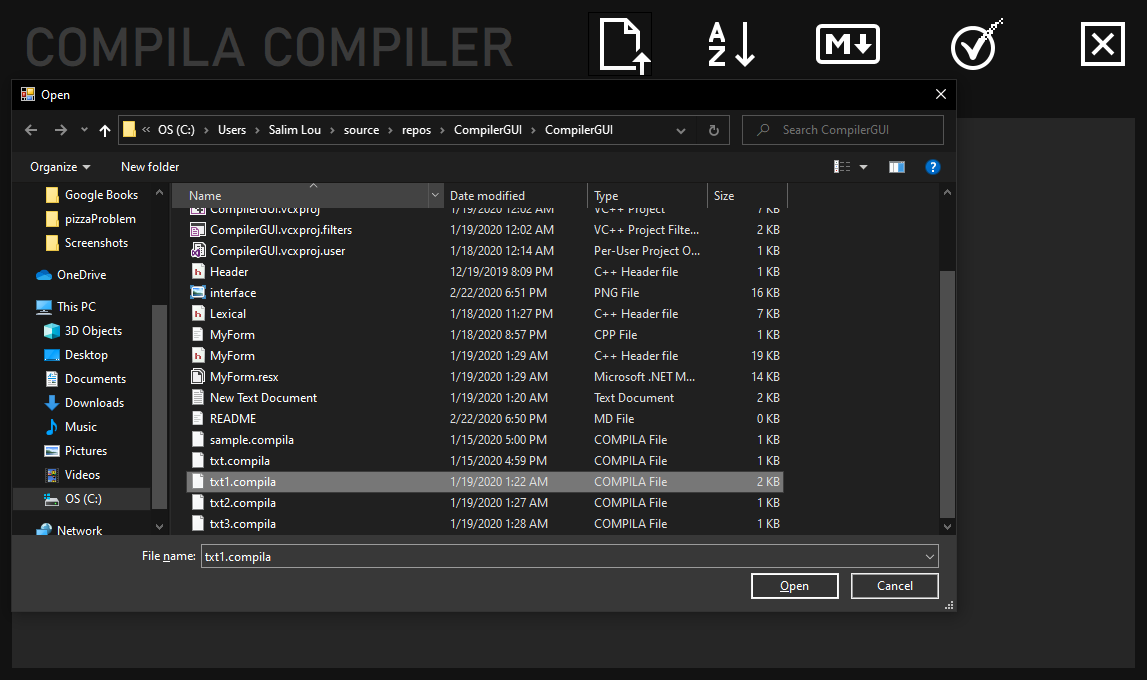 COMPILA COMPILER
A
Z
M
Open
« OS (C:) > Users > Salim Lou > source > repos > CompilerGUI > CompilerGUI
Search CompilerGUI
Organize
New folder
?
Google Books
pizzaProblem
Screenshots
OneDrive
This PC
3D Objects
Desktop
Documents
Downloads
Music
Pictures
Videos
OS (C:)
Network
Name Date modified Type Size
CompilerGUI.vcxproj 1/19/2020 12:02 AM VC++ Project 7 KB
CompilerGUI.vcxproj.filters 1/19/2020 12:02 AM VC++ Project Filte... 2 KB
CompilerGUI.vcxproj.user 1/18/2020 12:14 AM Per-User Project O... 1 KB
Header 12/19/2019 8:09 PM C++ Header file 1 KB
interface 2/22/2020 6:51 PM PNG File 16 KB
Lexical 1/18/2020 11:27 PM C++ Header file 7 KB
MyForm 1/18/2020 8:57 PM CPP File 1 KB
MyForm 1/19/2020 1:29 AM C++ Header file 19 KB
MyForm.resx 1/19/2020 1:29 AM Microsoft .NET M... 14 KB
New Text Document 1/19/2020 1:20 AM Text Document 2 KB
README 2/22/2020 6:50 PM MD File 0 KB
sample.compila 1/15/2020 5:00 PM COMPILA File 1 KB
txt.compila 1/15/2020 4:59 PM COMPILA File 1 KB
txt1.compila 1/19/2020 1:22 AM COMPILA File 2 KB
txt2.compila 1/19/2020 1:27 AM COMPILA File 1 KB
txt3.compila 1/19/2020 1:28 AM COMPILA File 1 KB
File name: txt1.compila
Open Cancel